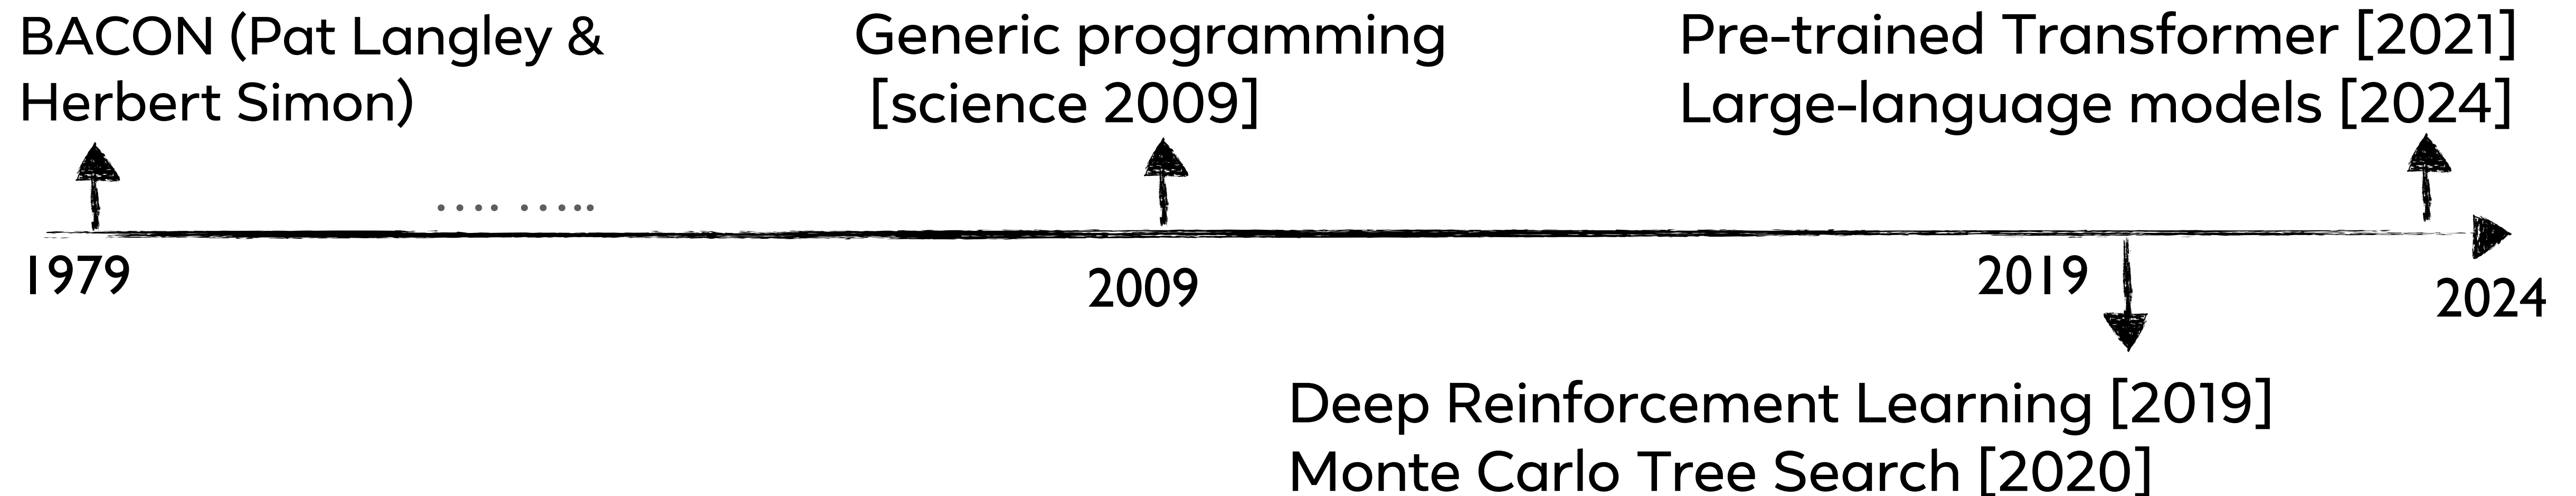 BACON (Pat Langley &
Herbert Simon)
Generic programming
[science 2009]
Pre-trained Transformer [2021]
Large-language models [2024]
1979
2009
2019
2024
Deep Reinforcement Learning [2019]
Monte Carlo Tree Search [2020]